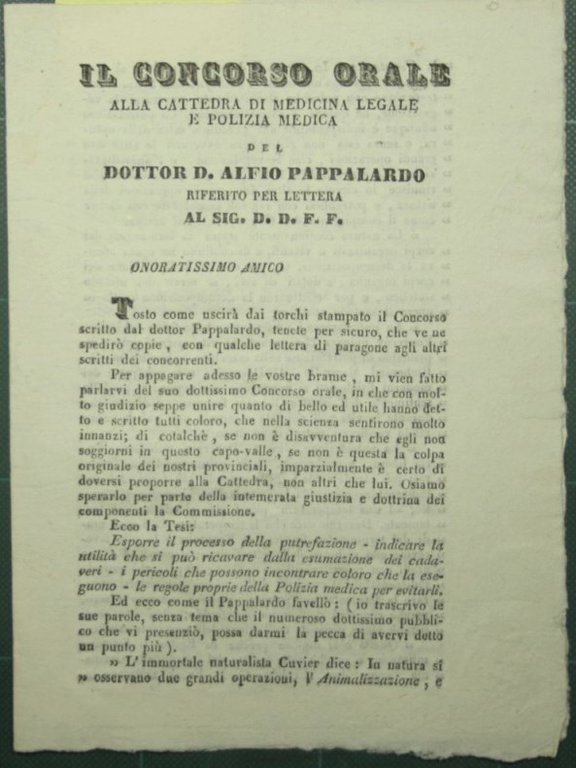 IL CONCORSO ORALE
ALLA CATTEDRA DI MEDICINA LEGALE
E POLIZIA MEDICA
DEL
DOTTOR D. ALFIO PAPPALARDO
RIFERITO PER LETTERA
AL SIG. D. D. F. F.
ONORATISSIMO AMICO
Tosto come uscirà dai torchi stampato il Concorso
scritto dal dottor Pappalardo, tenete per sicuro, che ve ne
spedirò copie, con qualche lettera di paragone agli altri
scritti dei concorrenti.
Per appagare adesso le vostre brame, mi vien fatto
parlarvi del suo dottissimo Concorso orale, in che con mol-
to giudizio seppe unire quanto di bello ed utile hanno det-
to e scritto tutti coloro, che nella scienza sentirono molto
innanzi; di cotalchè, se non è disavventura che egli non
soggiorni in questo capo-valle, se non è questa la colpa
originale dei nostri provinciali, imparzialmente è certo di
doversi proporre alla Cattedra, non altri che lui. Osiamo
sperarlo per parte della intemerata giustizia e dottrina dei
componenti la Commissione.
Ecco la Tesi:
Esporre il processo della putrefazione - indicare la
utilità che si può ricavare dalla esumazione dei cada-
veri - i pericoli che possono incontrare coloro che la ese-
guono - le regole proprie della Polizia medica per evitarli.
Ed ecco come il Pappalardo favellò: (io trascrivo le
sue parole, senza tema che il numeroso dottissimo pubbli-
co che vi presenziò, possa darmi la pecca di avervi dotto
un punto più).
» L'immortale naturalista Cuvier dice: In natura si
» osservano due grandi operazioni, l'Animalizzazione, e